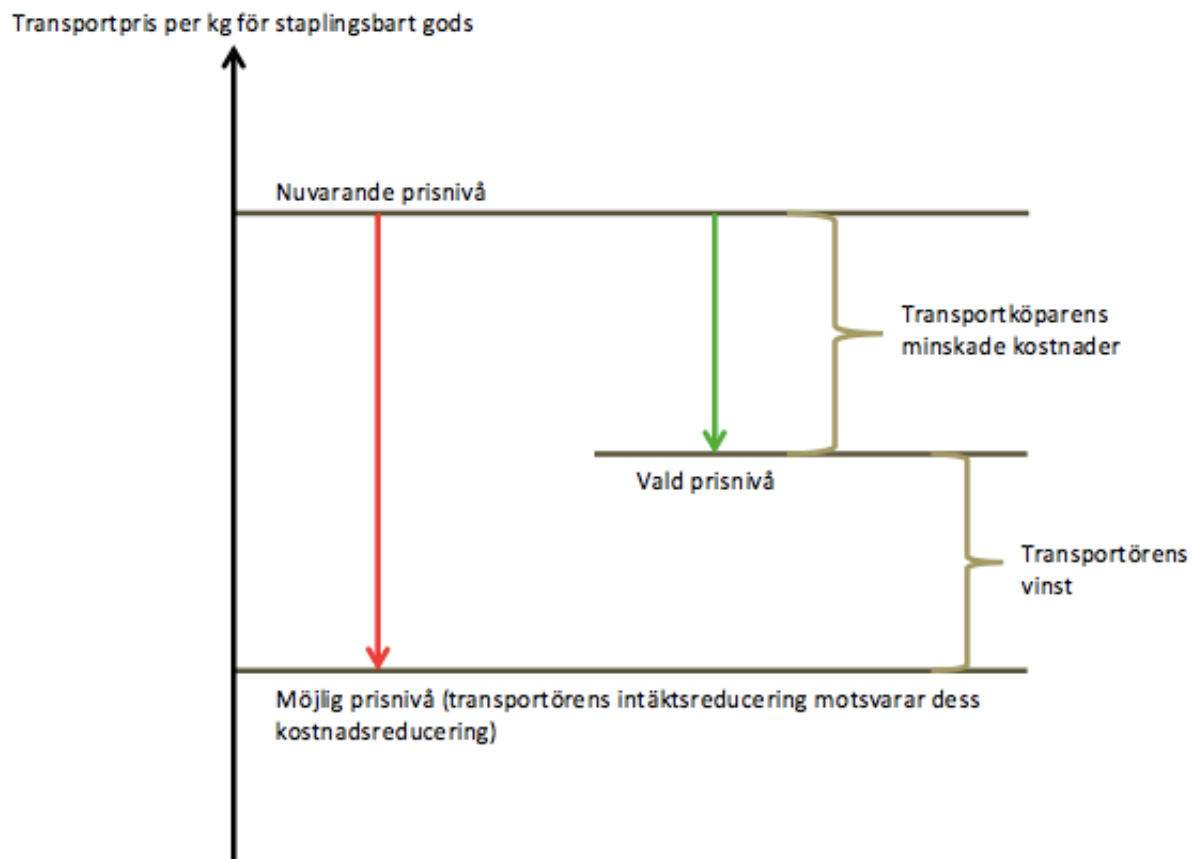 Transportpris per kg för staplingsbart gods
Nuvarande prisnivå
Transportköparens
minskade kostnader
Vald prisnivå
Transportörens
vinst
Möjlig prisnivå (transportörens intäktsreducering motsvarar dess
kostnadsreducering)